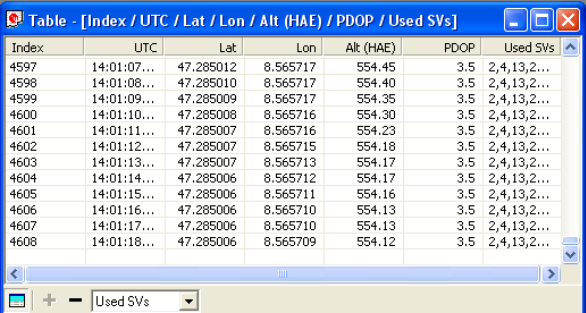 Table - [Index / UTC / Lat / Lon / Alt (HAE) / PDOP / Used SVs]
Index UTC Lat Lon Alt (HAE) PDOP Used SVs
4597 14:01:07... 47.285012 8.565717 554.45 3.5 2,4,13,2...
4598 14:01:08... 47.285010 8.565717 554.40 3.5 2,4,13,2...
4599 14:01:09... 47.285009 8.565717 554.35 3.5 2,4,13,2...
4600 14:01:10... 47.285008 8.565716 554.30 3.5 2,4,13,2...
4601 14:01:11... 47.285007 8.565716 554.23 3.5 2,4,13,2...
4602 14:01:12... 47.285007 8.565715 554.18 3.5 2,4,13,2...
4603 14:01:13... 47.285007 8.565713 554.17 3.5 2,4,13,2...
4604 14:01:14... 47.285006 8.565712 554.17 3.5 2,4,13,2...
4605 14:01:15... 47.285006 8.565711 554.16 3.5 2,4,13,2...
4606 14:01:16... 47.285006 8.565710 554.13 3.5 2,4,13,2...
4607 14:01:17... 47.285006 8.565710 554.13 3.5 2,4,13,2...
4608 14:01:18... 47.285006 8.565709 554.12 3.5 2,4,13,2...
Used SVs